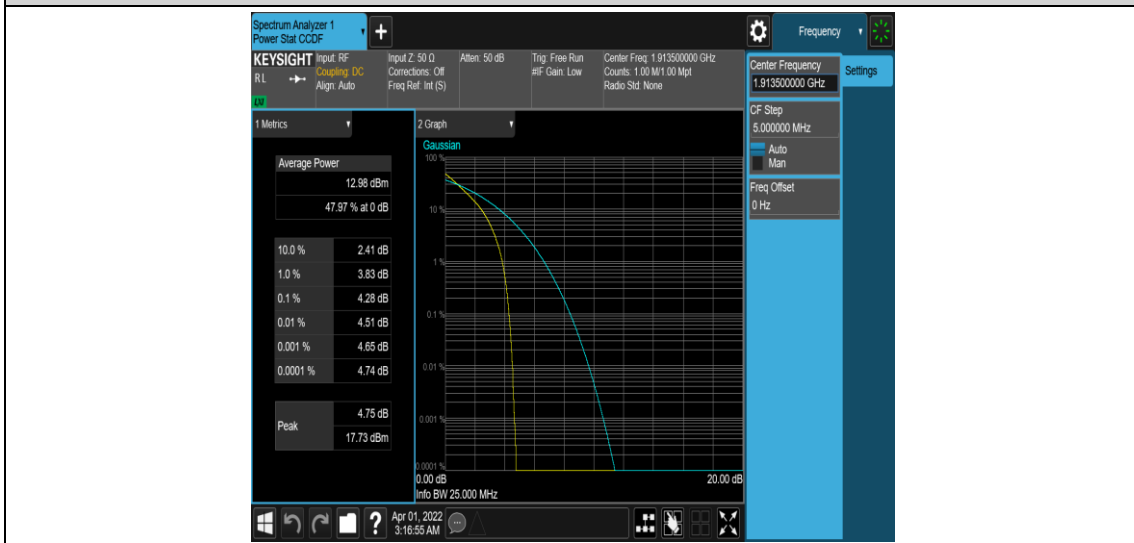 Spectrum Analyzer 1
Power Stat CCDF
Frequency
KEYSIGHT
RL
Input: RF
Coupling: DC
Align: Auto
Input Z: 50 Ω
Corrections: Off
Freq Ref: Int (S)
Atten: 50 dB
Trig: Free Run
#IF Gain: Low
Center Freq: 1.913500000 GHz
Counts: 1.00 M/1.00 Mpt
Radio Std: None
Center Frequency
1.913500000 GHz
Settings
CF Step
5.000000 MHz
Auto
Man
Freq Offset
0 Hz
1 Metrics
Average Power
12.98 dBm
47.97 % at 0 dB
10.0 % 2.41 dB
1.0 % 3.83 dB
0.1 % 4.28 dB
0.01 % 4.51 dB
0.001 % 4.65 dB
0.0001 % 4.74 dB
Peak
4.75 dB
17.73 dBm
2 Graph
Gaussian
100 %
10 %
1 %
0.1 %
0.01 %
0.001 %
0.0001 %
0.00 dB 20.00 dB
Info BW 25.000 MHz
?
Apr 01, 2022
3:16:55 AM